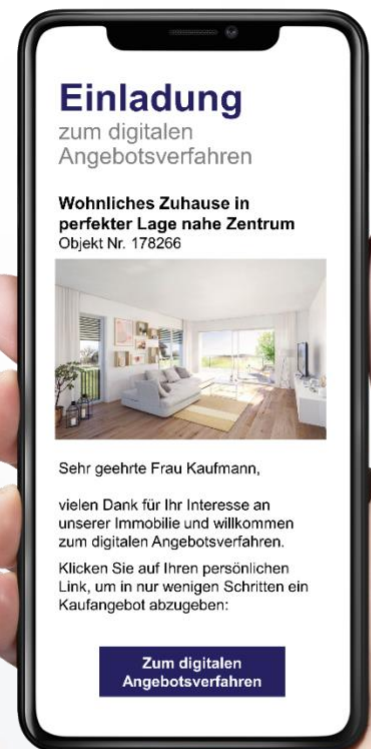 Einladung
zum digitalen
Angebotsverfahren
Wohnliches Zuhause in
perfekter Lage nahe Zentrum
Objekt Nr. 178266
Sehr geehrte Frau Kaufmann,
vielen Dank für Ihr Interesse an
unserer Immobilie und willkommen
zum digitalen Angebotsverfahren.
Klicken Sie auf Ihren persönlichen
Link, um in nur wenigen Schritten ein
Kaufangebot abzugeben:
Zum digitalen
Angebotsverfahren